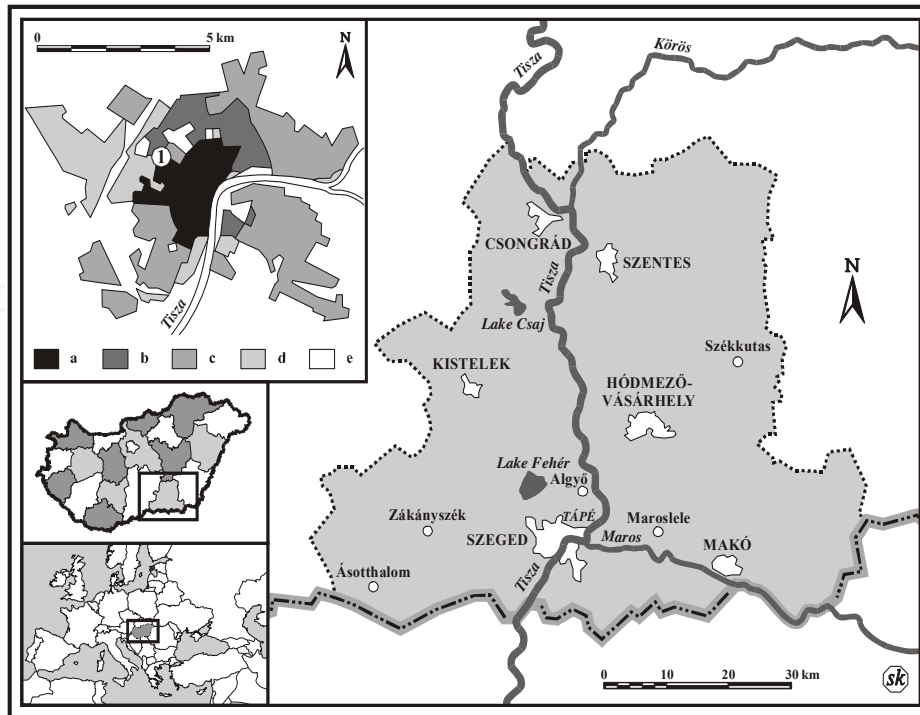 0 5 km
N
1
Tisza
a b c d e
Tisza
Körös
CSONGRÁD
SZENTES
Tisza
N
Lake Csaj
Székkutas
KISTELEK
HÓDMEZŐ-
VÁSÁRHELY
Lake Fehér
Algyő
Zákányszék
TÁPÉ
SZEGED
Maroslele
Maros
MAKÓ
Tisza
Ásotthalom
0 10 20 30 km
sk